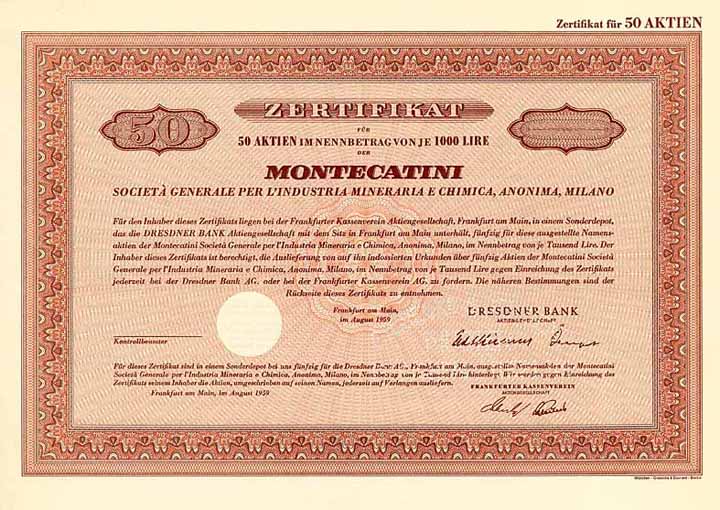 Zertifikat für 50 AKTIEN
50
ZERTIFIKAT
FÜR
50 AKTIEN IM NENNBETRAG VON JE 1000 LIRE
DER
MONTECATINI
SOCIETÀ GENERALE PER L'INDUSTRIA MINERARIA E CHIMICA, ANONIMA, MILANO
Für den Inhaber dieses Zertifikats liegen bei der Frankfurter Kassenverein Aktiengesellschaft, Frankfurt am Main, in einem Sonderdepot,
das die DRESDNER BANK Aktiengesellschaft mit dem Sitz in Frankfurt am Main unterhält, fünfzig für diese ausgestellte Namens-
aktien der Montecatini Società Generale per l'Industria Mineraria e Chimica, Anonima, Milano, im Nennbetrag von je Tausend Lire. Der
Inhaber dieses Zertifikats ist berechtigt, die Auslieferung von auf ihn indossierten Urkunden über fünfzig Aktien der Montecatini Società
Generale per l'Industria Mineraria e Chimica, Anonima, Milano, im Nennbetrag von je Tausend Lire gegen Einreichung des Zertifikats
jederzeit bei der Dresdner Bank AG. oder bei der Frankfurter Kassenverein AG. zu fordern. Die näheren Bestimmungen sind der
Rückseite dieses Zertifikats zu entnehmen.
Frankfurt am Main,
im August 1959
DRESDNER BANK
AKTIENGESELLSCHAFT
Kontrollbeamter
Für dieses Zertifikat sind in einem Sonderdepot bei uns fünfzig für die Dresdner Bank AG., Frankfurt am Main, ausgestellte Namensaktien der Montecatini
Società Generale per l'Industria Mineraria e Chimica, Anonima, Milano, im Nennbetrag von je Tausend Lire hinterlegt. Wir werden gegen Einreichung des
Zertifikats seinem Inhaber die Aktien, umgeschrieben auf seinen Namen, jederzeit auf Verlangen ausliefern.
Frankfurt am Main, im August 1959
FRANKFURTER KASSENVEREIN
AKTIENGESELLSCHAFT